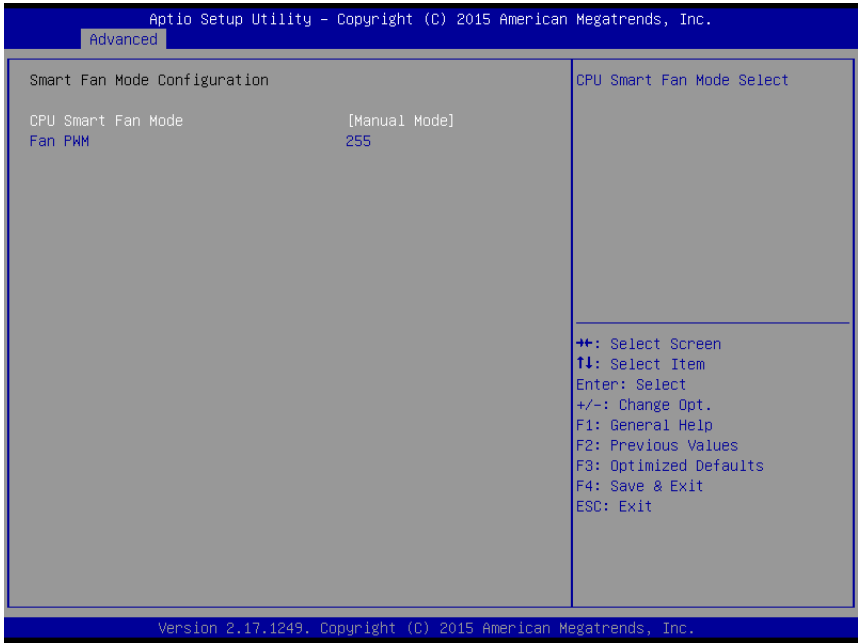 Aptio Setup Utility – Copyright (C) 2015 American Megatrends, Inc.
Advanced
Smart Fan Mode Configuration
CPU Smart Fan Mode [Manual Mode]
Fan PWM 255
CPU Smart Fan Mode Select
→←: Select Screen
↑↓: Select Item
Enter: Select
+/-: Change Opt.
F1: General Help
F2: Previous Values
F3: Optimized Defaults
F4: Save & Exit
ESC: Exit
Version 2.17.1249. Copyright (C) 2015 American Megatrends, Inc.